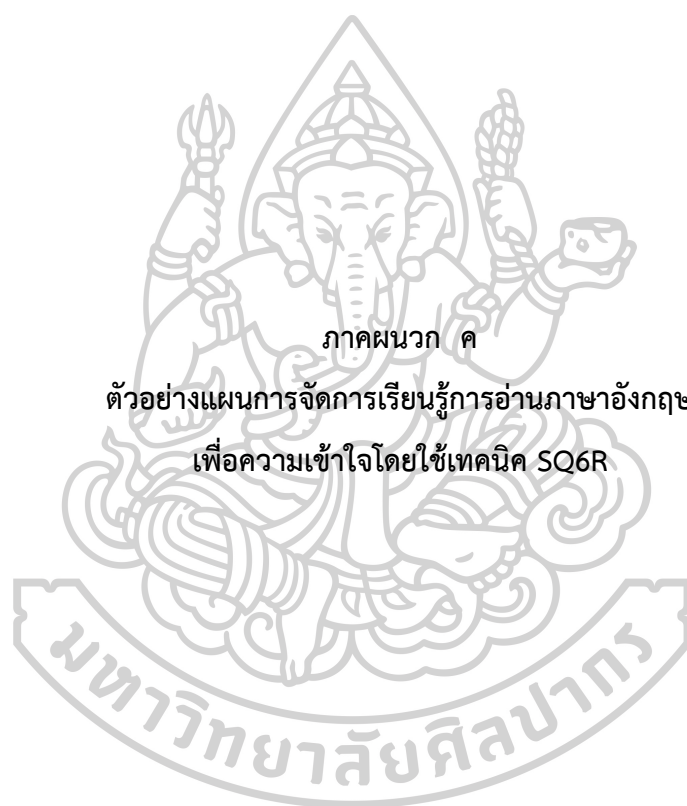 ภาคผนวก ค
ตัวอย่างแผนการจัดการเรียนรู้การอ่านภาษาอังกฤษ
เพื่อความเข้าใจโดยใช้เทคนิค SQ6R
มหาวิทยาลัยศิลปากร